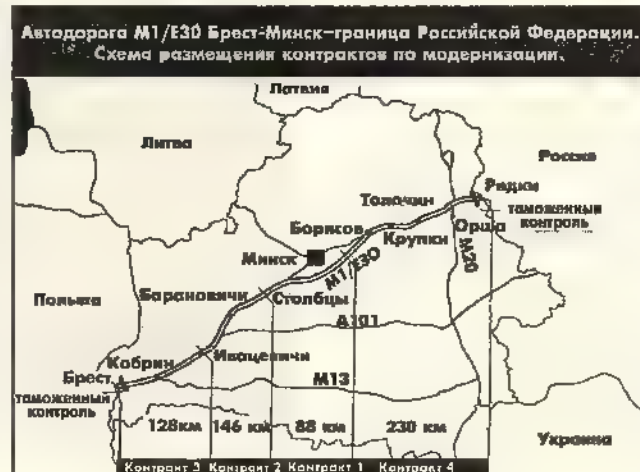 Автодорога М1/Е30 Брест-Минск–граница Российской Федерации.
Схема размещения контрактов по модернизации.
Латвия
Литва
Россия
Толочин
Редки
таможенный
контроль
Борисов
Орша
Крупки
Минск
М1/Е30
М20
Польша
Барановичи
Столбцы
А101
Кобрин
Ивацевичи
Брест
М13
таможенный
контроль
128км 146 км 88 км 230 км
Украина
Контракт 3 Контракт 2 Контракт 1 Контракт 4